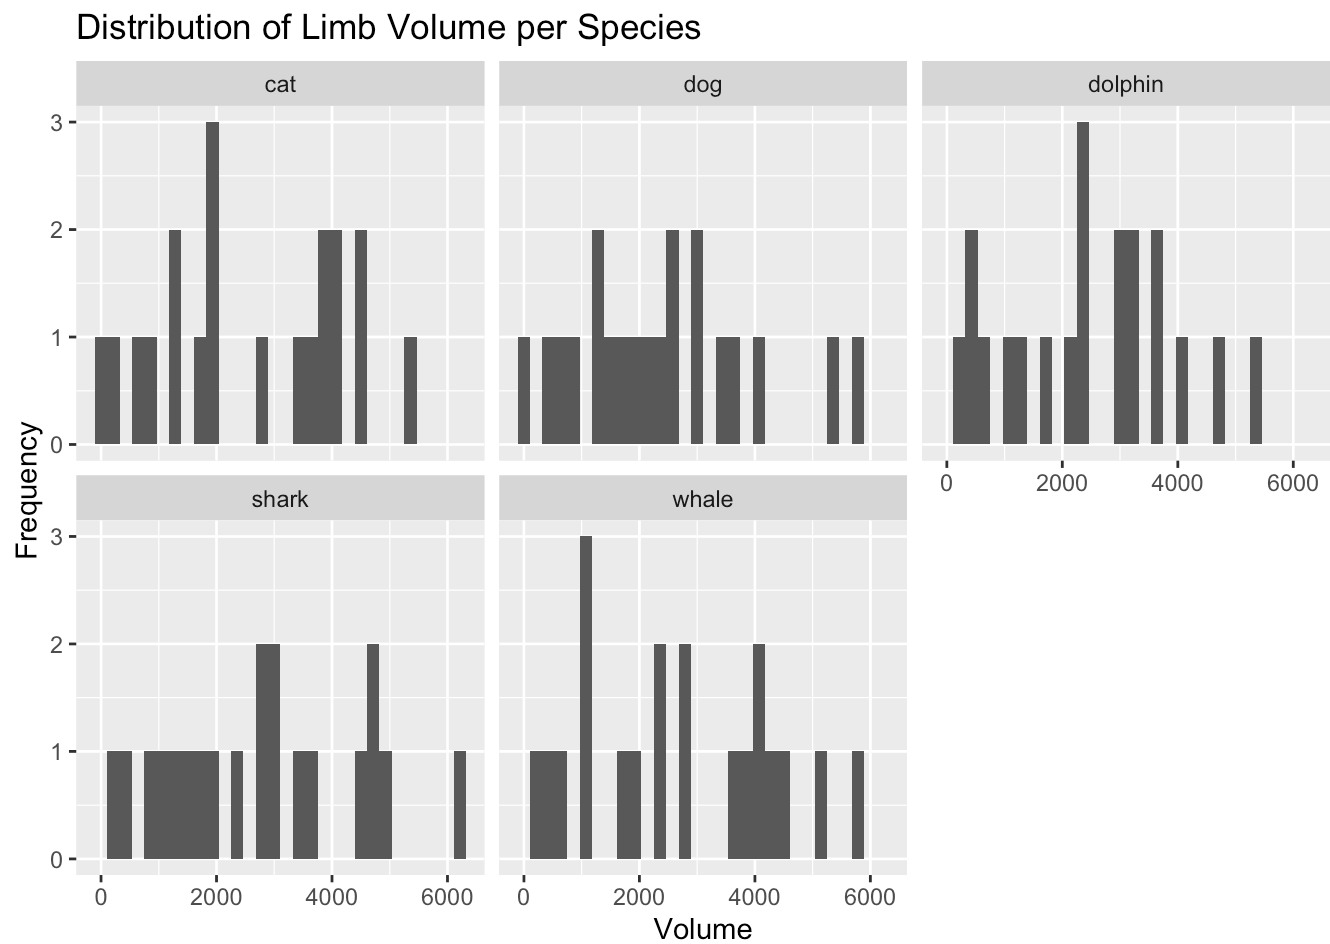 Distribution of Limb Volume per Species
cat
dog
dolphin
3
2
1
0
0 2000 4000 6000
Frequency
shark
whale
3
2
1
0
0 2000 4000 6000
0 2000 4000 6000
Volume